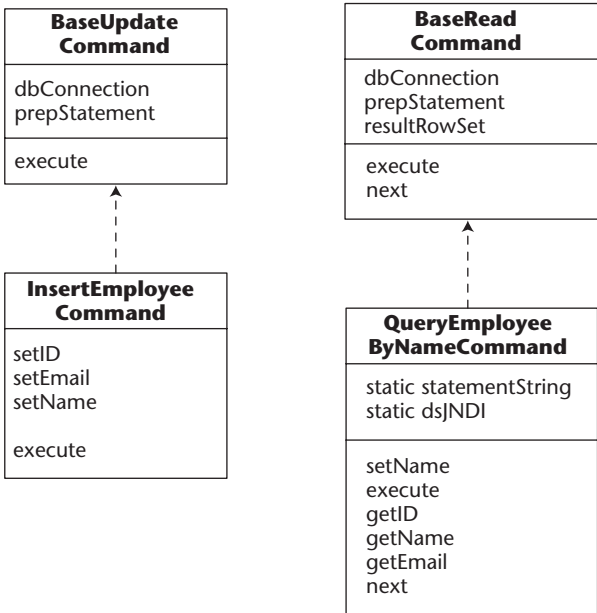 BaseUpdate
Command
dbConnection
prepStatement
execute
InsertEmployee
Command
setID
setEmail
setName
execute
BaseRead
Command
dbConnection
prepStatement
resultRowSet
execute
next
QueryEmployee
ByNameCommand
static statementString
static dsJNDI
setName
execute
getID
getName
getEmail
next